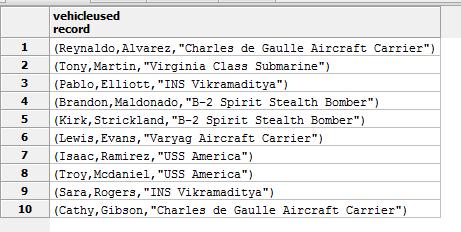 vehicleused
record
1 (Reynaldo,Alvarez,"Charles de Gaulle Aircraft Carrier")
2 (Tony,Martin,"Virginia Class Submarine")
3 (Pablo,Elliott,"INS Vikramaditya")
4 (Brandon,Maldonado,"B-2 Spirit Stealth Bomber")
5 (Kirk,Strickland,"B-2 Spirit Stealth Bomber")
6 (Lewis,Evans,"Varyag Aircraft Carrier")
7 (Isaac,Ramirez,"USS America")
8 (Troy,Mcdaniel,"USS America")
9 (Sara,Rogers,"INS Vikramaditya")
10 (Cathy,Gibson,"Charles de Gaulle Aircraft Carrier")